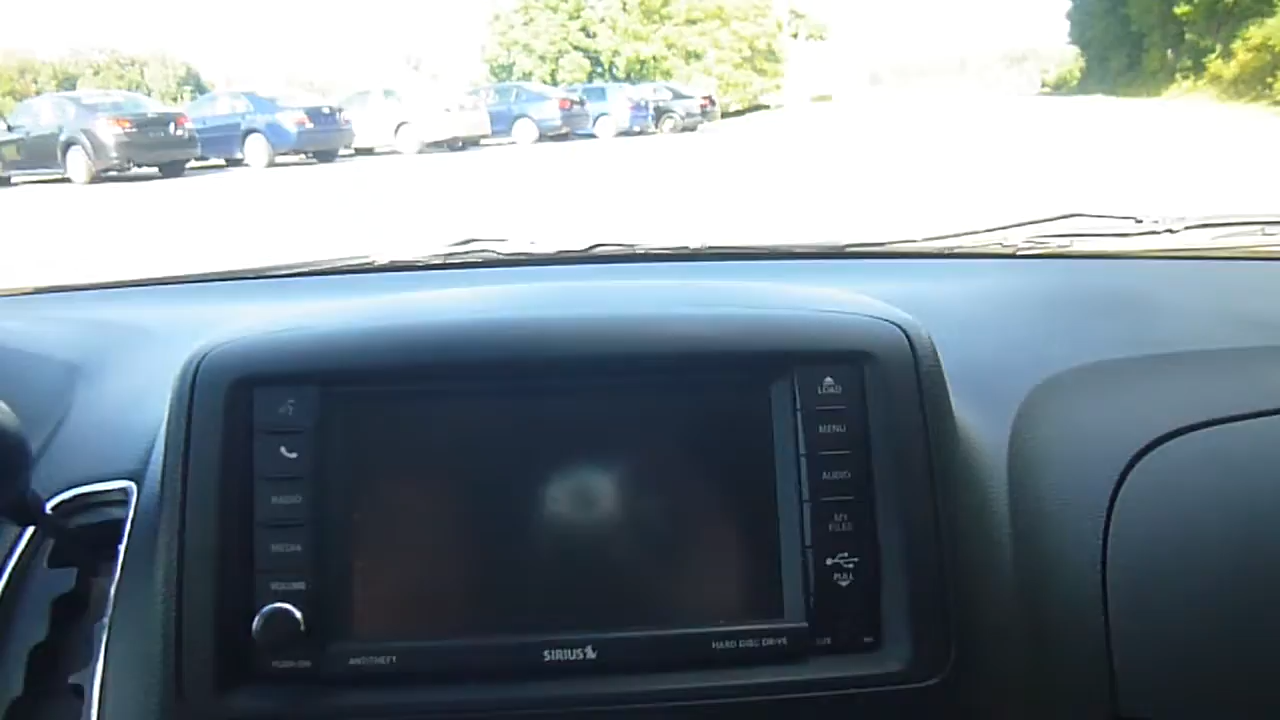 RADIO
MEDIA
VOLUME
ANTITHEFT
SIRIUS
HARD DISC DRIVE
LOAD
MENU
AUDIO
MY
FILES
PULL